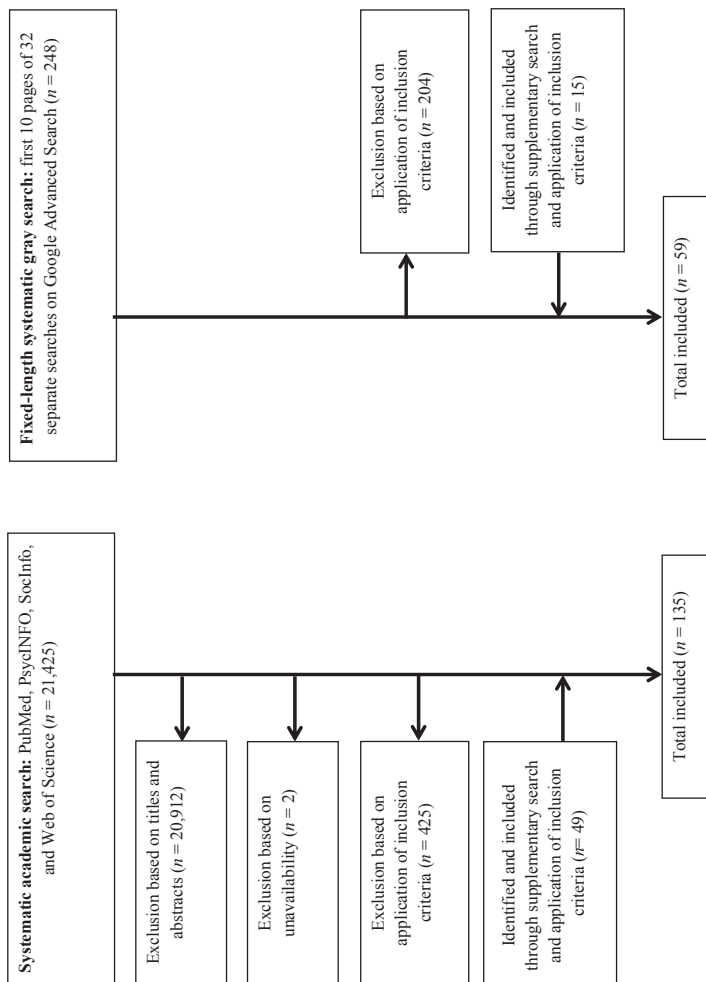 Systematic academic search: PubMed, PsycINFO, SocInfo,
and Web of Science (n = 21,425)
Exclusion based on titles and
abstracts (n = 20,912)
Exclusion based on
unavailability (n = 2)
Exclusion based on
application of inclusion
criteria (n = 425)
Identified and included
through supplementary search
and application of inclusion
criteria (n= 49)
Total included (n = 135)
Fixed-length systematic gray search: first 10 pages of 32
separate searches on Google Advanced Search (n = 248)
Exclusion based on
application of inclusion
criteria (n = 204)
Identified and included
through supplementary search
and application of inclusion
criteria (n = 15)
Total included (n = 59)